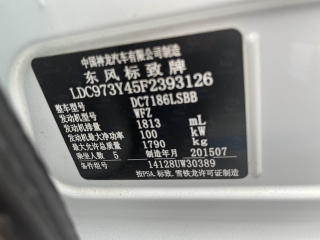 中国神龙汽车有限公司制造
东风标致牌
LDC973Y45F2393126
整车型号 DC7186LSBB
发动机型号 WFZ
发动机排量 1813 mL
发动机最大净功率 100 kW
最大允许总质量 1790 kg
乘坐人数 5 制造年月 201507
条件组号 14128UW30389
按PSA.标致.雪铁龙许可证制造